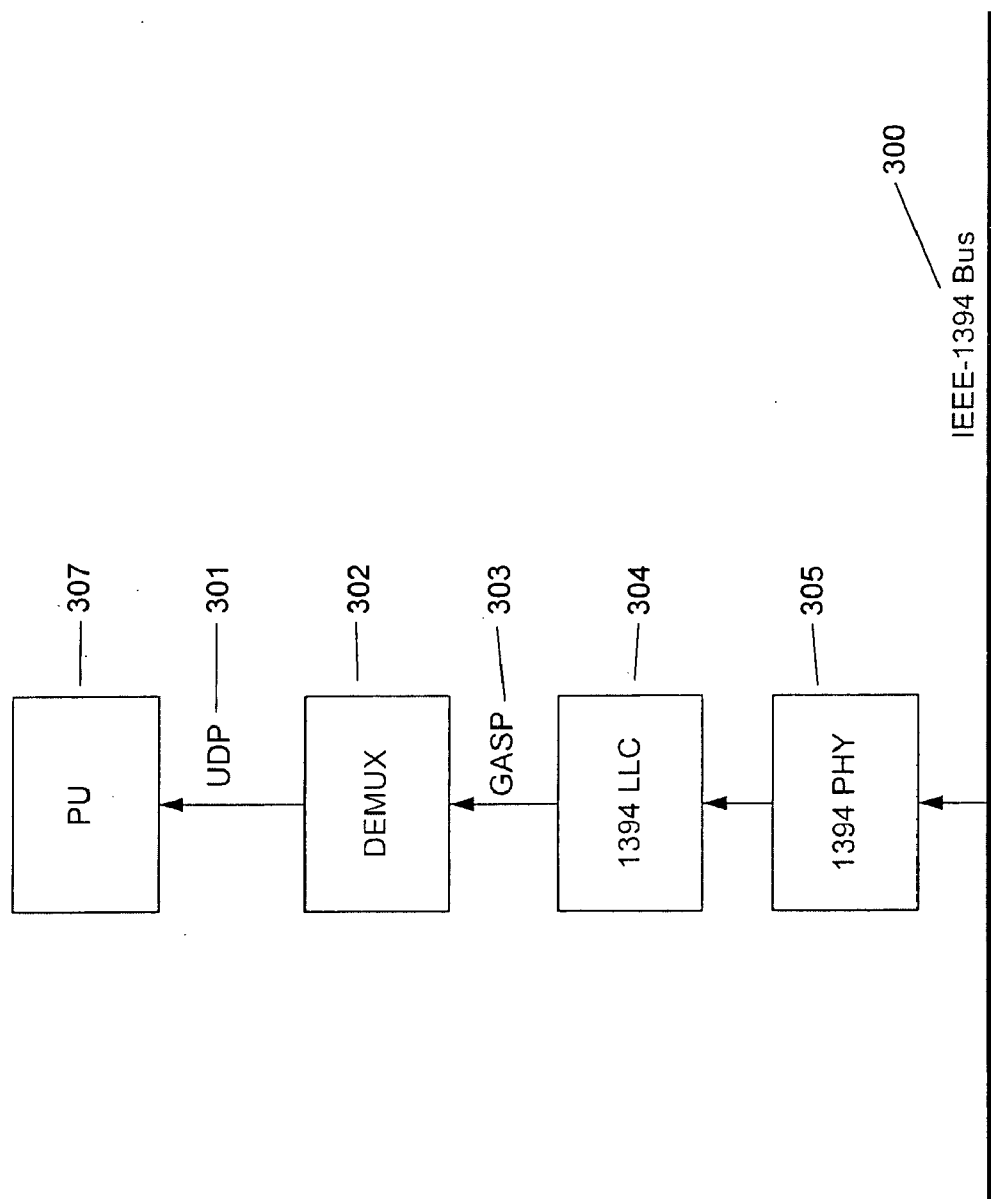 PU
307
UDP
301
DEMUX
302
GASP
303
1394 LLC
304
1394 PHY
305
IEEE-1394 Bus
300